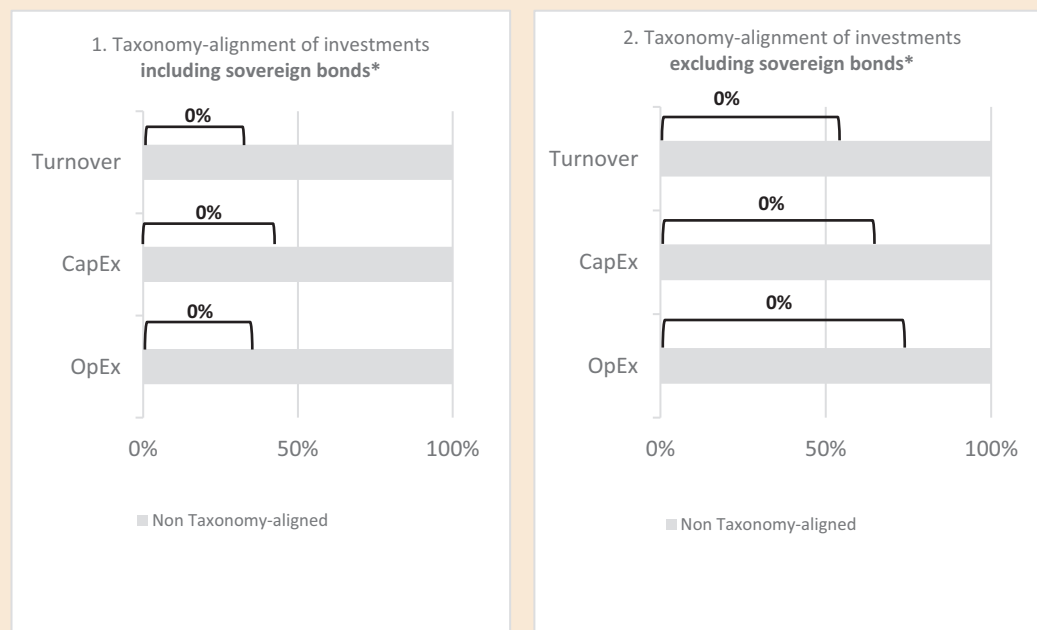 1. Taxonomy-alignment of investments
including sovereign bonds*
0%
Turnover
0%
CapEx
0%
OpEx
0%
50%
100%
Non Taxonomy-aligned
2. Taxonomy-alignment of investments
excluding sovereign bonds*
0%
Turnover
0%
CapEx
0%
OpEx
0%
50%
100%
Non Taxonomy-aligned